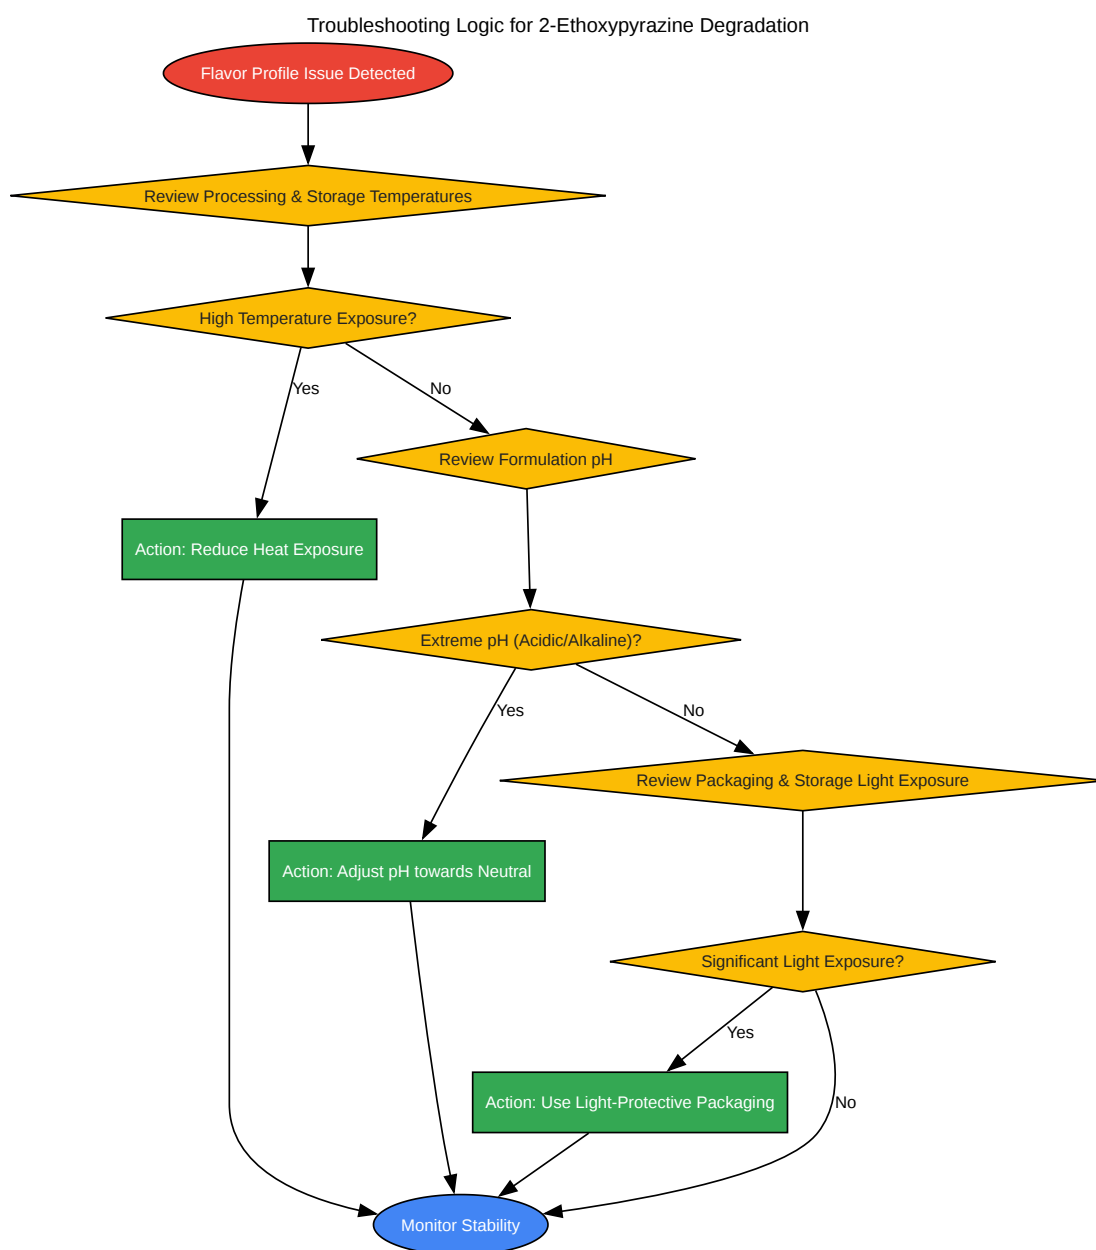 Troubleshooting Logic for 2-Ethoxypyrazine Degradation
Flavor Profile Issue Detected
Review Processing & Storage Temperatures
High Temperature Exposure?
Yes
No
Review Formulation pH
Action: Reduce Heat Exposure
Extreme pH (Acidic/Alkaline)?
Yes
No
Review Packaging & Storage Light Exposure
Action: Adjust pH towards Neutral
Significant Light Exposure?
Yes
Action: Use Light-Protective Packaging
No
Monitor Stability